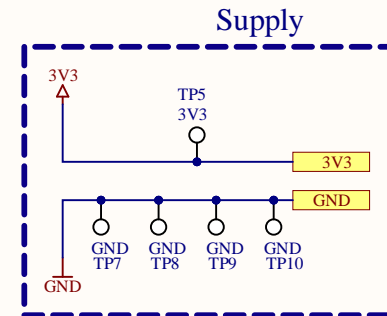 Supply
3V3
TP5
3V3
3V3
GND
GND GND GND GND
TP7 TP8 TP9 TP10
GND